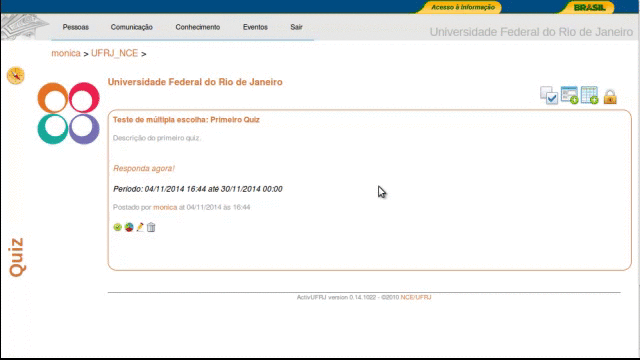 Acesso à Informação BRASIL
Pessoas Comunicação Conhecimento Eventos Sair
Universidade Federal do Rio de Janeiro
monica > UFRJ_NCE >
Universidade Federal do Rio de Janeiro
Teste de múltipla escolha: Primeiro Quiz
Descrição do primeiro quiz.
Responda agora!
Período: 04/11/2014 16:44 até 30/11/2014 00:00
Postado por monica at 04/11/2014 às 16:44
Quiz
ActivUFRJ version 0.14.1022 - ©2010 NCE/UFRJ